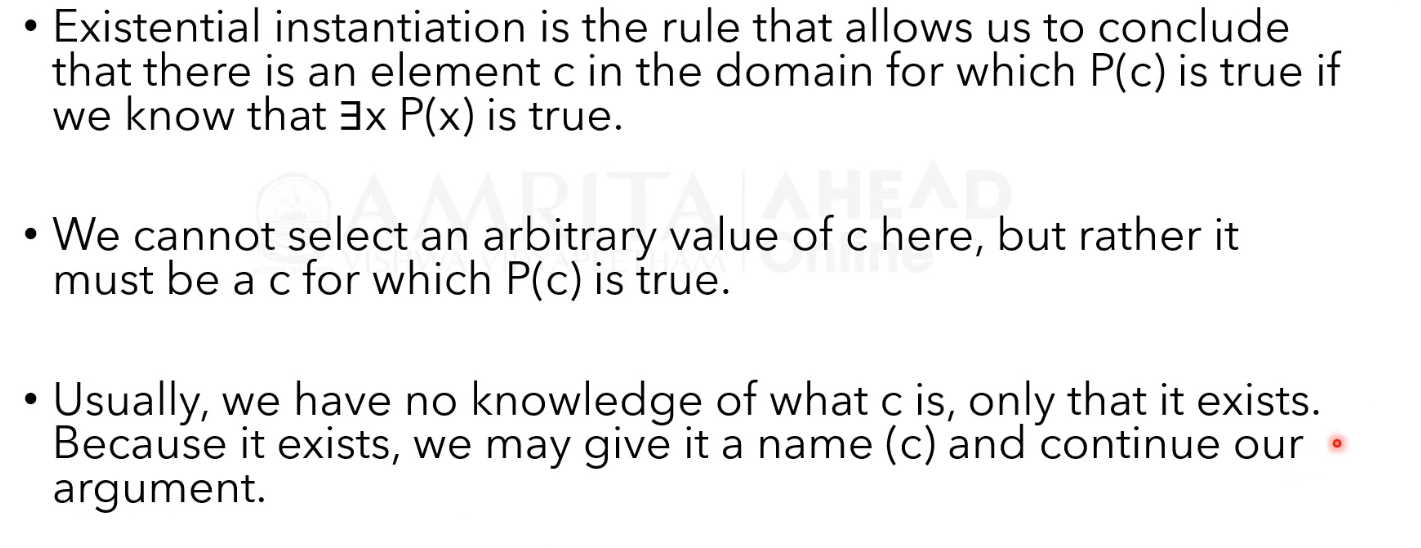 • Existential instantiation is the rule that allows us to conclude
that there is an element c in the domain for which P(c) is true if
we know that ∃x P(x) is true.
AMRITA AHEAD
VISHWA VIDYAPEETHAM Online
• We cannot select an arbitrary value of c here, but rather it
must be a c for which P(c) is true.
• Usually, we have no knowledge of what c is, only that it exists.
Because it exists, we may give it a name (c) and continue our
argument.